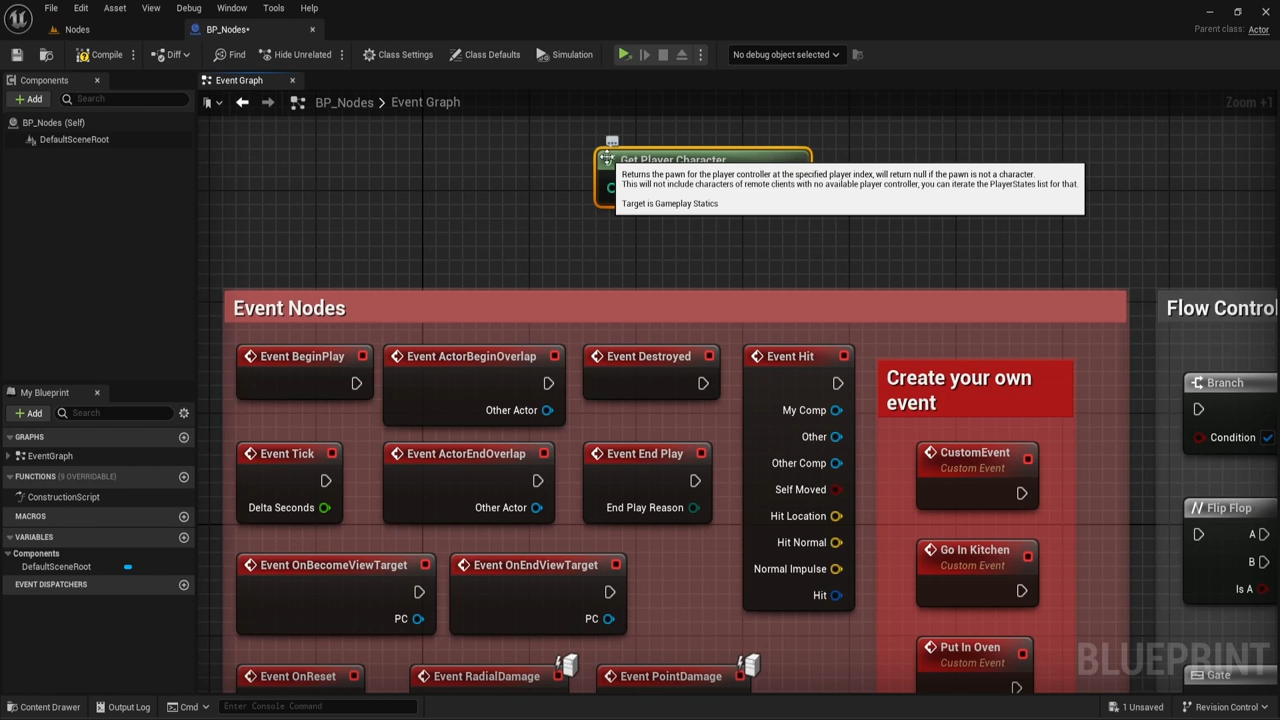 File Edit Asset View Debug Window Tools Help
Nodes
BP_Nodes*
Parent class: Actor
Compile
Diff
Find
Hide Unrelated
Class Settings
Class Defaults
Simulation
No debug object selected
Components
Add
Search
BP_Nodes (Self)
DefaultSceneRoot
Event Graph
BP_Nodes > Event Graph
Zoom +1
Get Player Character
Returns the pawn for the player controller at the specified player index, will return null if the pawn is not a character.
This will not include characters of remote clients with no available player controller, you can iterate the PlayerStates list for that.
Target is Gameplay Statics
My Blueprint
Add
Search
GRAPHS
EventGraph
FUNCTIONS (9 OVERRIDABLE)
ConstructionScript
MACROS
VARIABLES
Components
DefaultSceneRoot
EVENT DISPATCHERS
Event Nodes
Event BeginPlay
Event ActorBeginOverlap
Other Actor
Event Destroyed
Event Hit
My Comp
Other
Other Comp
Self Moved
Hit Location
Hit Normal
Normal Impulse
Hit
Event Tick
Delta Seconds
Event ActorEndOverlap
Other Actor
Event End Play
End Play Reason
Event OnBecomeViewTarget
PC
Event OnEndViewTarget
PC
Event OnReset
Event RadialDamage
Event PointDamage
Create your own
event
CustomEvent
Custom Event
Go In Kitchen
Custom Event
Put In Oven
Custom Event
Flow Control
Branch
Condition
Flip Flop
A
B
Is A
Gate
BLUEPRINT
Content Drawer
Output Log
Cmd
Enter Console Command
1 Unsaved
Revision Control